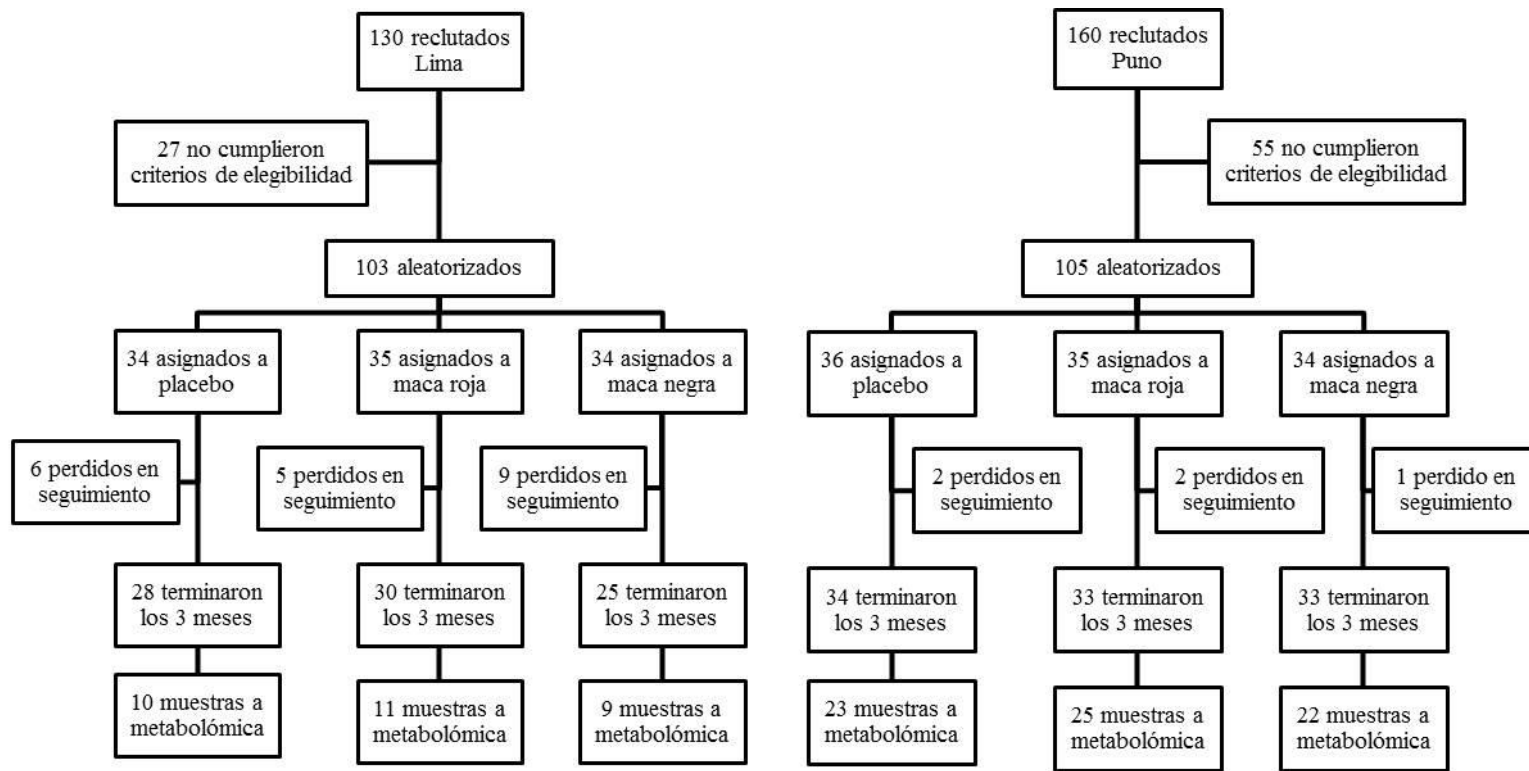 130 reclutados
Lima
160 reclutados
Puno
27 no cumplieron
criterios de elegibilidad
55 no cumplieron
criterios de elegibilidad
103 aleatorizados
105 aleatorizados
34 asignados a
placebo
35 asignados a
maca roja
34 asignados a
maca negra
36 asignados a
placebo
35 asignados a
maca roja
34 asignados a
maca negra
6 perdidos en
seguimiento
5 perdidos en
seguimiento
9 perdidos en
seguimiento
2 perdidos en
seguimiento
2 perdidos en
seguimiento
1 perdido en
seguimiento
28 terminaron
los 3 meses
30 terminaron
los 3 meses
25 terminaron
los 3 meses
34 terminaron
los 3 meses
33 terminaron
los 3 meses
33 terminaron
los 3 meses
10 muestras a
metabolómica
11 muestras a
metabolómica
9 muestras a
metabolómica
23 muestras a
metabolómica
25 muestras a
metabolómica
22 muestras a
metabolómica